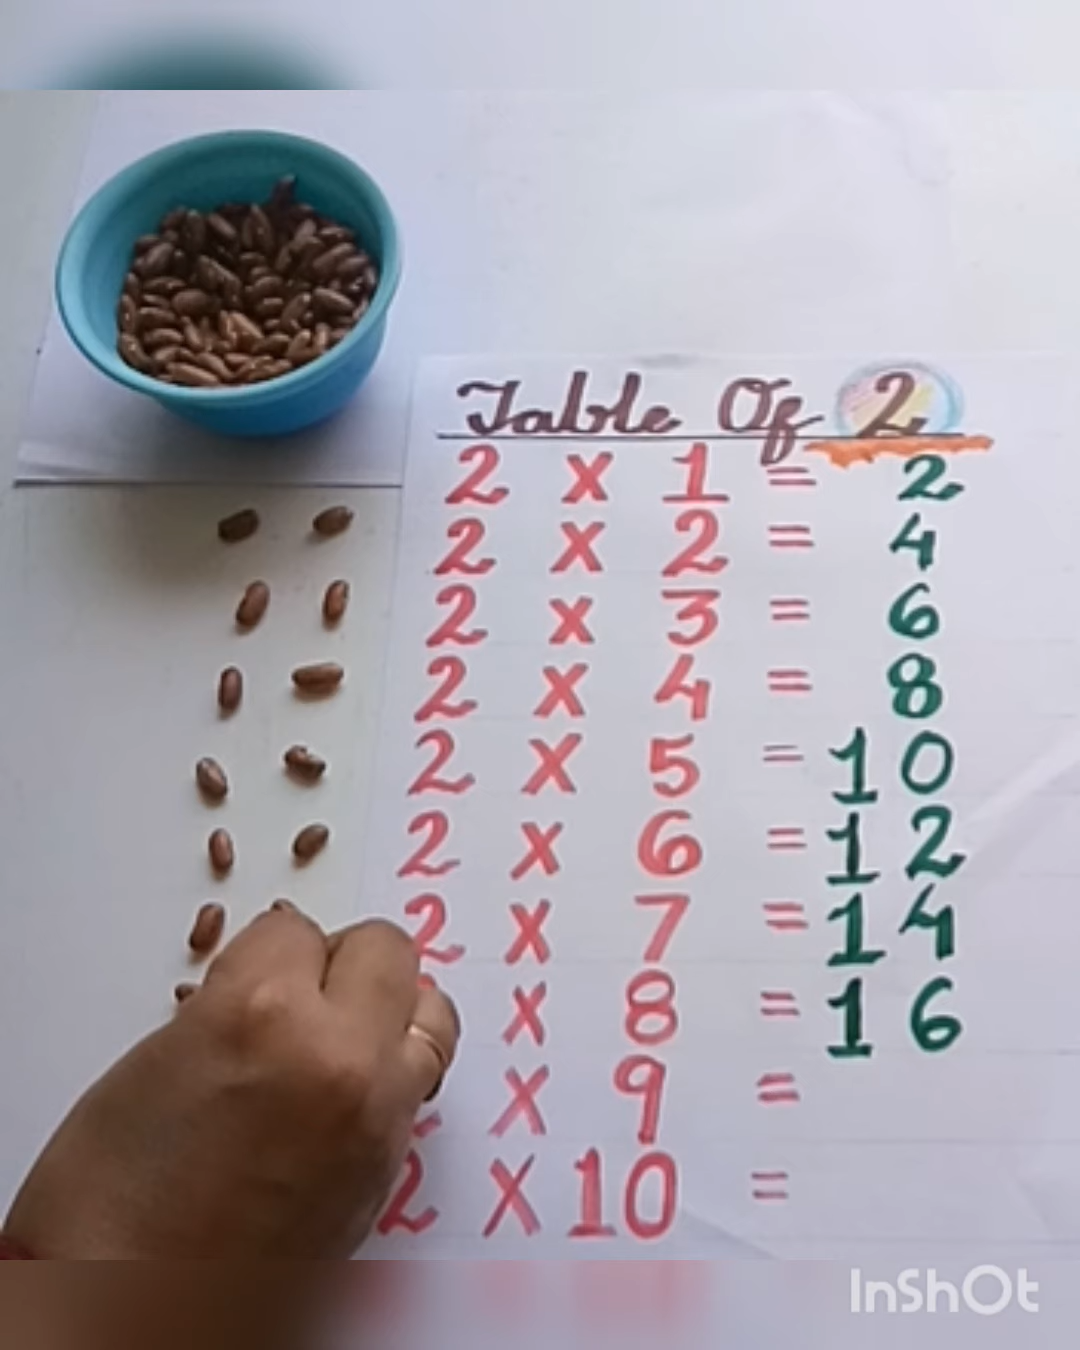 Table Of 2
2 x 1 = 2
2 x 2 = 4
2 x 3 = 6
2 x 4 = 8
2 x 5 = 10
2 x 6 = 12
2 x 7 = 14
x 8 = 16
x 9 =
2 x 10 =
InShOt